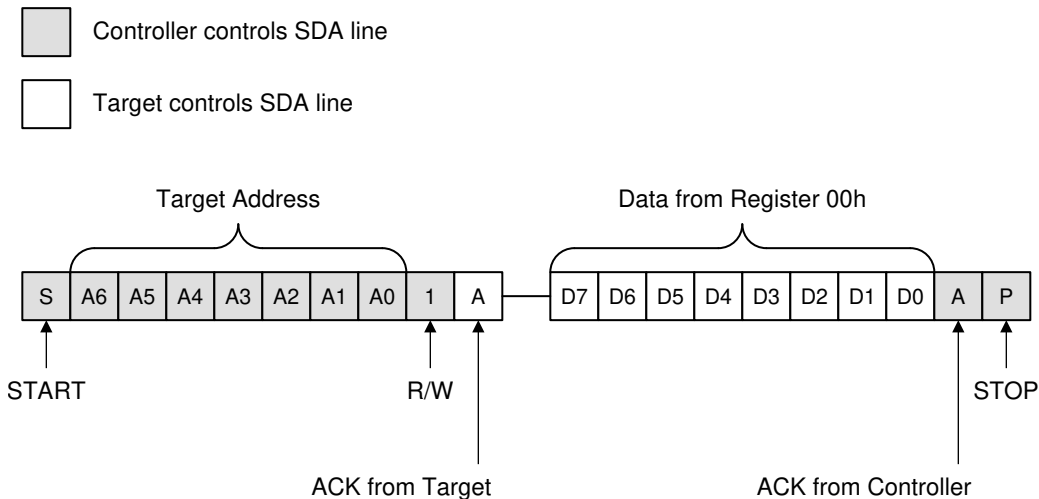 Controller controls SDA line
Target controls SDA line
Target Address
Data from Register 00h
S A6 A5 A4 A3 A2 A1 A0 1 A D7 D6 D5 D4 D3 D2 D1 D0 A P
START
R/W
STOP
ACK from Target
ACK from Controller